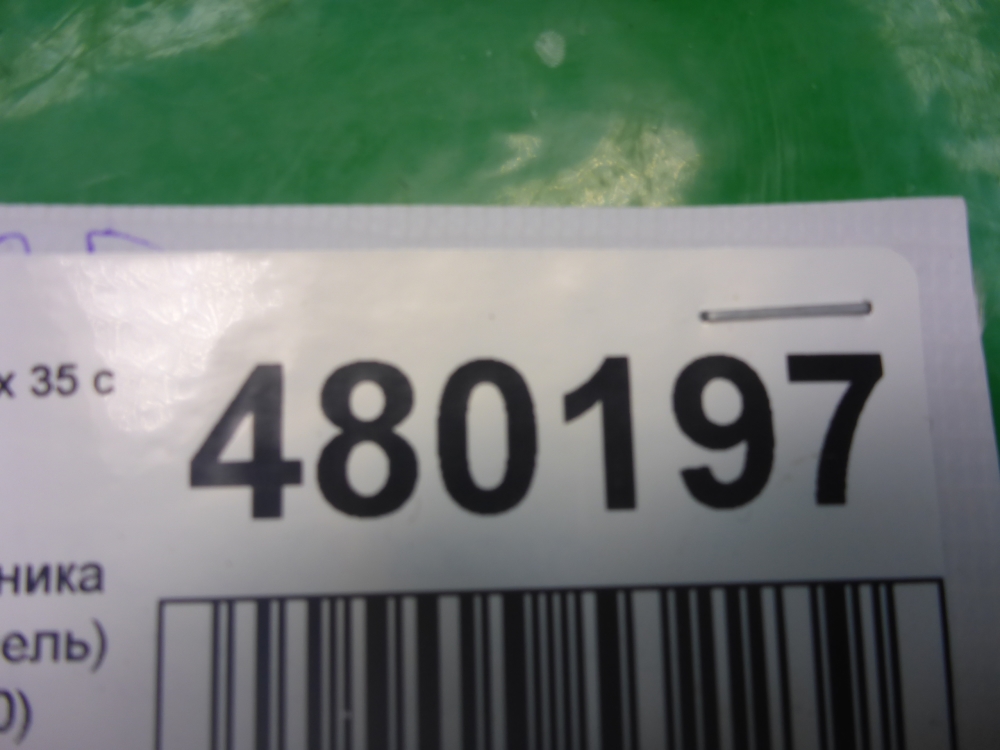 х 35 с
480197
ника
ель)
0)